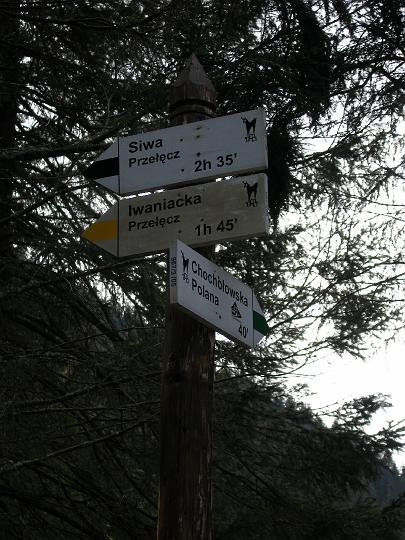 Siwa
Przełęcz
2h 35'
Iwaniacka
Przełęcz
1h 45'
Chochołowska
Polana
40'